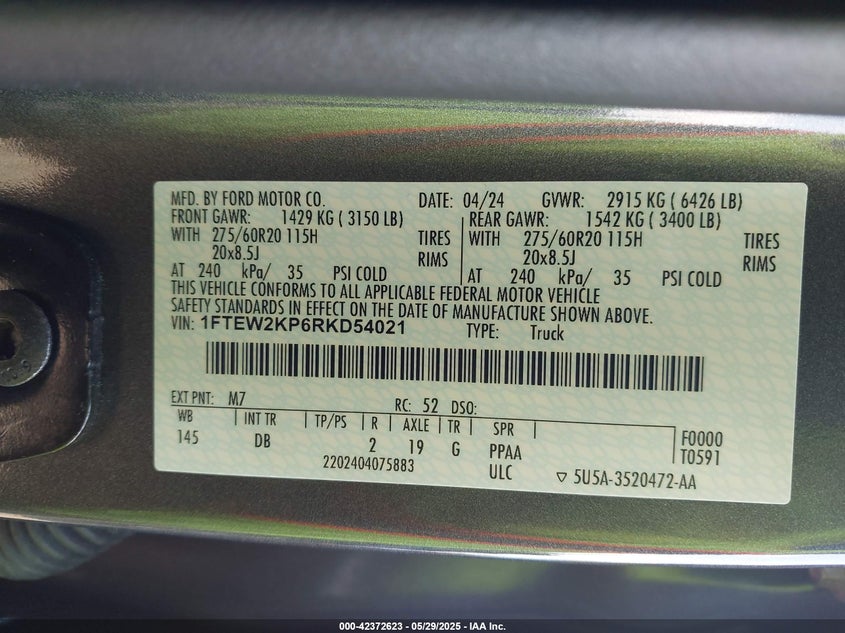 MFD. BY FORD MOTOR CO. DATE: 04/24 GVWR: 2915 KG ( 6426 LB)
FRONT GAWR: 1429 KG ( 3150 LB) REAR GAWR: 1542 KG ( 3400 LB)
WITH 275/60R20 115H TIRES WITH 275/60R20 115H TIRES
20x8.5J RIMS 20x8.5J RIMS
AT 240 kPa/ 35 PSI COLD AT 240 kPa/ 35 PSI COLD
THIS VEHICLE CONFORMS TO ALL APPLICABLE FEDERAL MOTOR VEHICLE
SAFETY STANDARDS IN EFFECT ON THE DATE OF MANUFACTURE SHOWN ABOVE.
VIN: 1FTEW2KP6RKD54021 TYPE: Truck
EXT PNT: M7 RC: 52 DSO:
WB INT TR TP/PS R AXLE TR SPR F0000
145 DB 2 19 G PPAA T0591
2202404075883 ULC 5U5A-3520472-AA
000-42372623 | 05/29/2025 - IAA Inc.